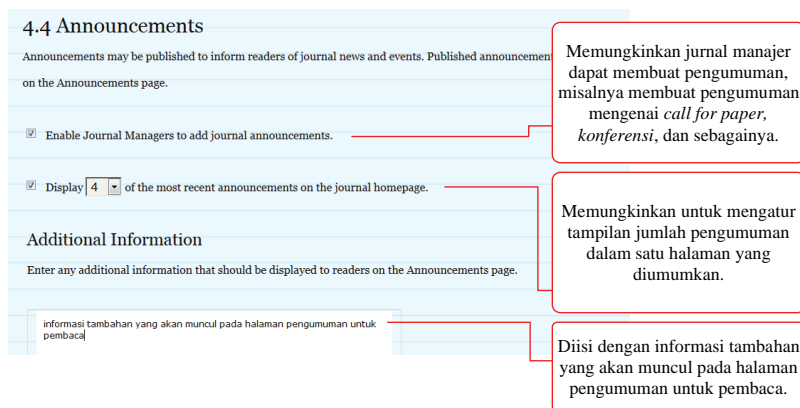 4.4 Announcements
Announcements may be published to inform readers of journal news and events. Published announcement
on the Announcements page.
Enable Journal Managers to add journal announcements.
Display 4 of the most recent announcements on the journal homepage.
Additional Information
Enter any additional information that should be displayed to readers on the Announcements page.
informasi tambahan yang akan muncul pada halaman pengumuman untuk
pembaca
Memungkinkan jurnal manajer
dapat membuat pengumuman,
misalnya membuat pengumuman
mengenai call for paper,
konferensi, dan sebagainya.
Memungkinkan untuk mengatur
tampilan jumlah pengumuman
dalam satu halaman yang
diumumkan.
Diisi dengan informasi tambahan
yang akan muncul pada halaman
pengumuman untuk pembaca.